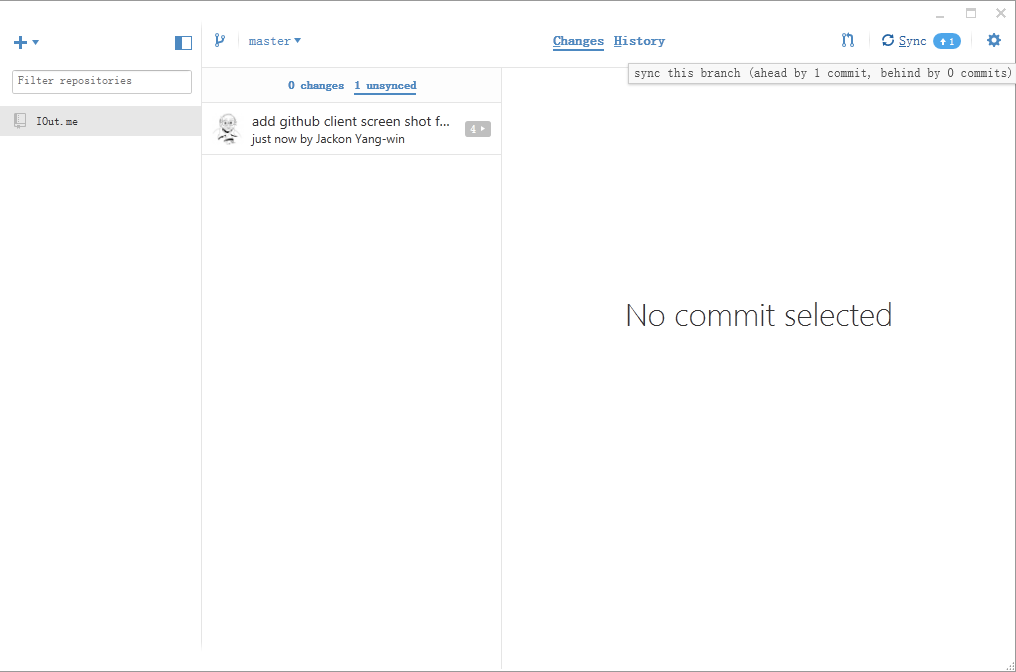 master
Changes History
Sync 1
Filter repositories
sync this branch (ahead by 1 commit, behind by 0 commits)
0 changes 1 unsynced
IOut.me
add github client screen shot f...
4
just now by Jackon Yang-win
No commit selected